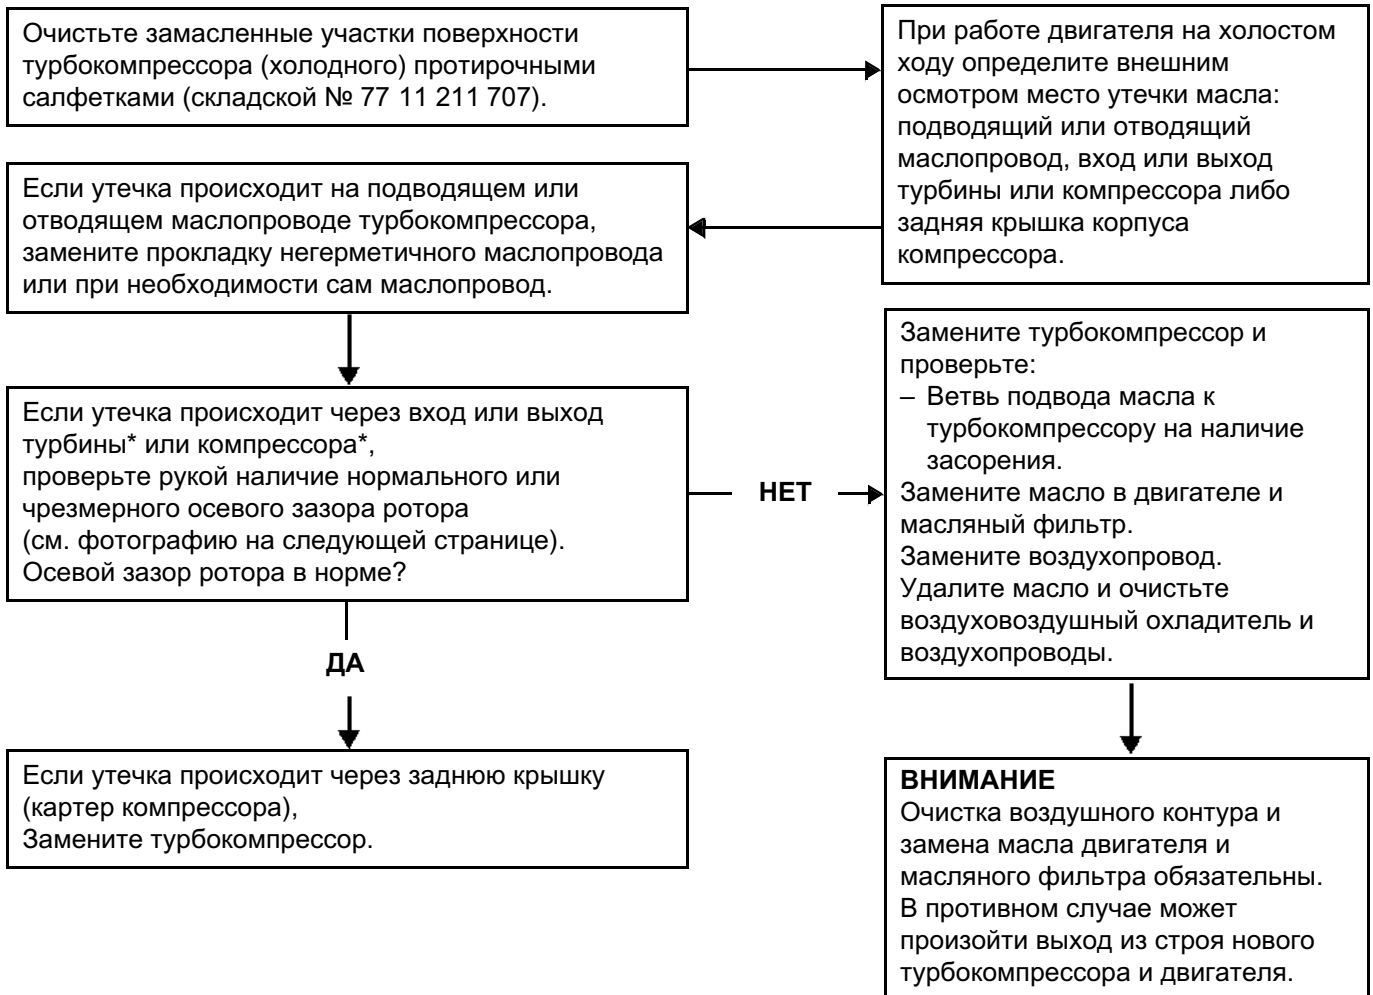 Очистьте замасленные участки поверхности
турбокомпрессора (холодного) протирочными
салфетками (складской № 77 11 211 707).
При работе двигателя на холостом
ходу определите внешним
осмотром место утечки масла:
подводящий или отводящий
маслопровод, вход или выход
турбины или компрессора либо
задняя крышка корпуса
компрессора.
Если утечка происходит на подводящем или
отводящем маслопроводе турбокомпрессора,
замените прокладку негерметичного маслопровода
или при необходимости сам маслопровод.
Если утечка происходит через вход или выход
турбины* или компрессора*,
проверьте рукой наличие нормального или
чрезмерного осевого зазора ротора
(см. фотографию на следующей странице).
Осевой зазор ротора в норме?
НЕТ
Замените турбокомпрессор и
проверьте:
– Ветвь подвода масла к
турбокомпрессору на наличие
засорения.
Замените масло в двигателе и
масляный фильтр.
Замените воздухопровод.
Удалите масло и очистьте
воздуховоздушный охладитель и
воздухопроводы.
ДА
Если утечка происходит через заднюю крышку
(картер компрессора),
Замените турбокомпрессор.
ВНИМАНИЕ
Очистка воздушного контура и
замена масла двигателя и
масляного фильтра обязательны.
В противном случае может
произойти выход из строя нового
турбокомпрессора и двигателя.